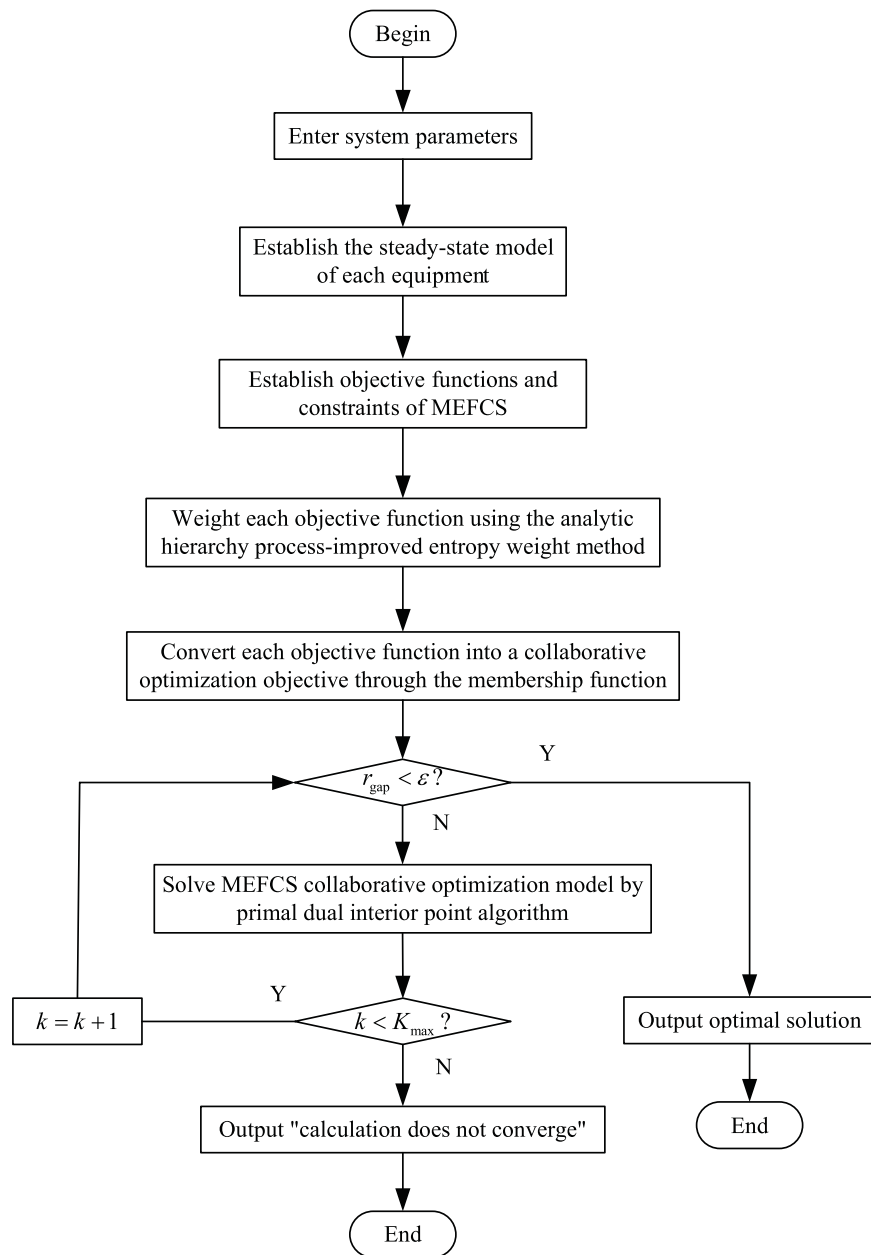 Begin
Enter system parameters
Establish the steady-state model
of each equipment
Establish objective functions and
constraints of MEFCS
Weight each objective function using the analytic
hierarchy process-improved entropy weight method
Convert each objective function into a collaborative
optimization objective through the membership function
r_gap < ε ?
Y
N
Solve MEFCS collaborative optimization model by
primal dual interior point algorithm
Y
k = k + 1
k < K_max ?
N
Output optimal solution
Output "calculation does not converge"
End
End